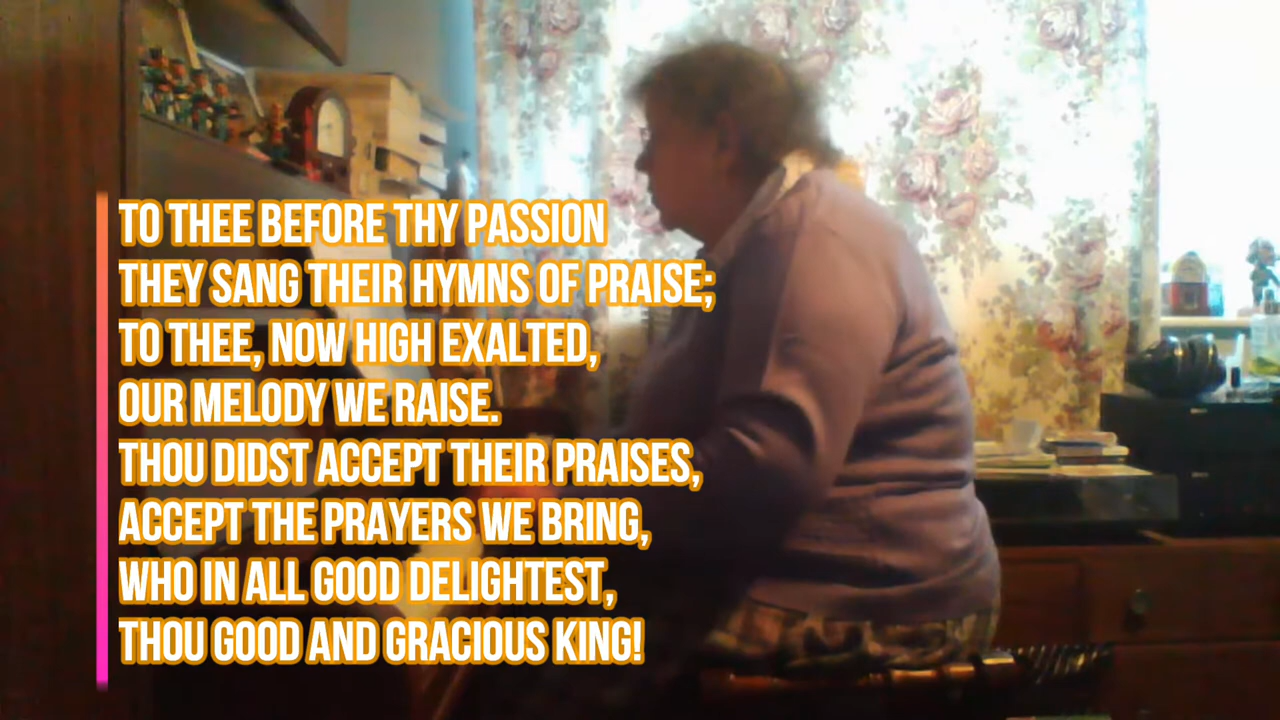 TO THEE BEFORE THY PASSION
THEY SANG THEIR HYMNS OF PRAISE;
TO THEE, NOW HIGH EXALTED,
OUR MELODY WE RAISE.
THOU DIDST ACCEPT THEIR PRAISES,
ACCEPT THE PRAYERS WE BRING,
WHO IN ALL GOOD DELIGHTEST,
THOU GOOD AND GRACIOUS KING!